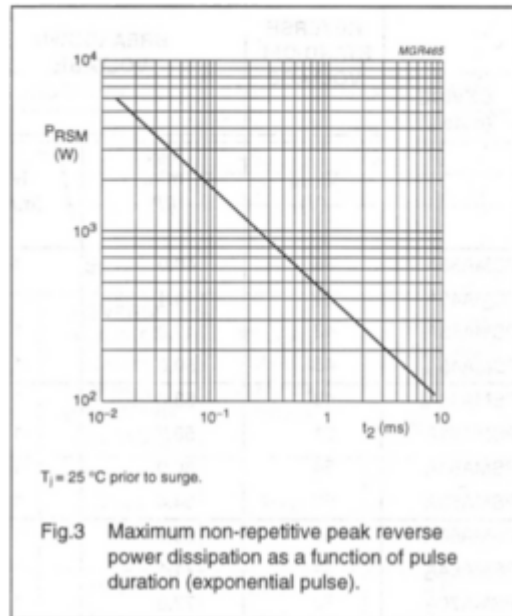 MGR465
10⁴
PRSM
(W)
10³
10²
10⁻²
10⁻¹
1
t₂ (ms)
10
Tj = 25 °C prior to surge.
Fig.3 Maximum non-repetitive peak reverse
power dissipation as a function of pulse
duration (exponential pulse).